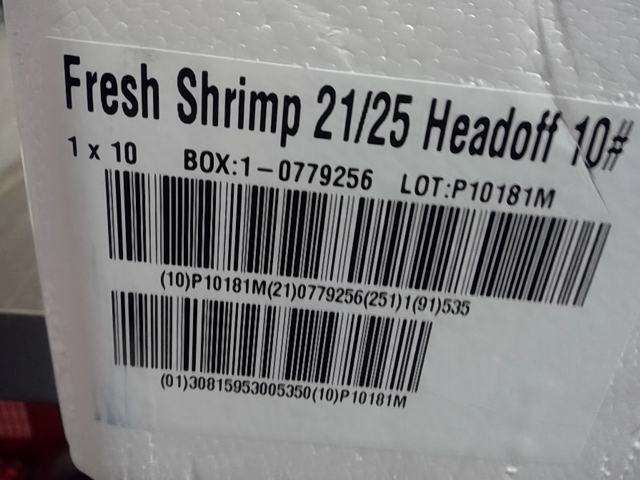 Fresh Shrimp 21/25 Headoff 10#
1 x 10 BOX:1-0779256 LOT:P10181M
(10)P10181M(21)0779256(251)1(91)535
(01)30815953005350(10)P10181M